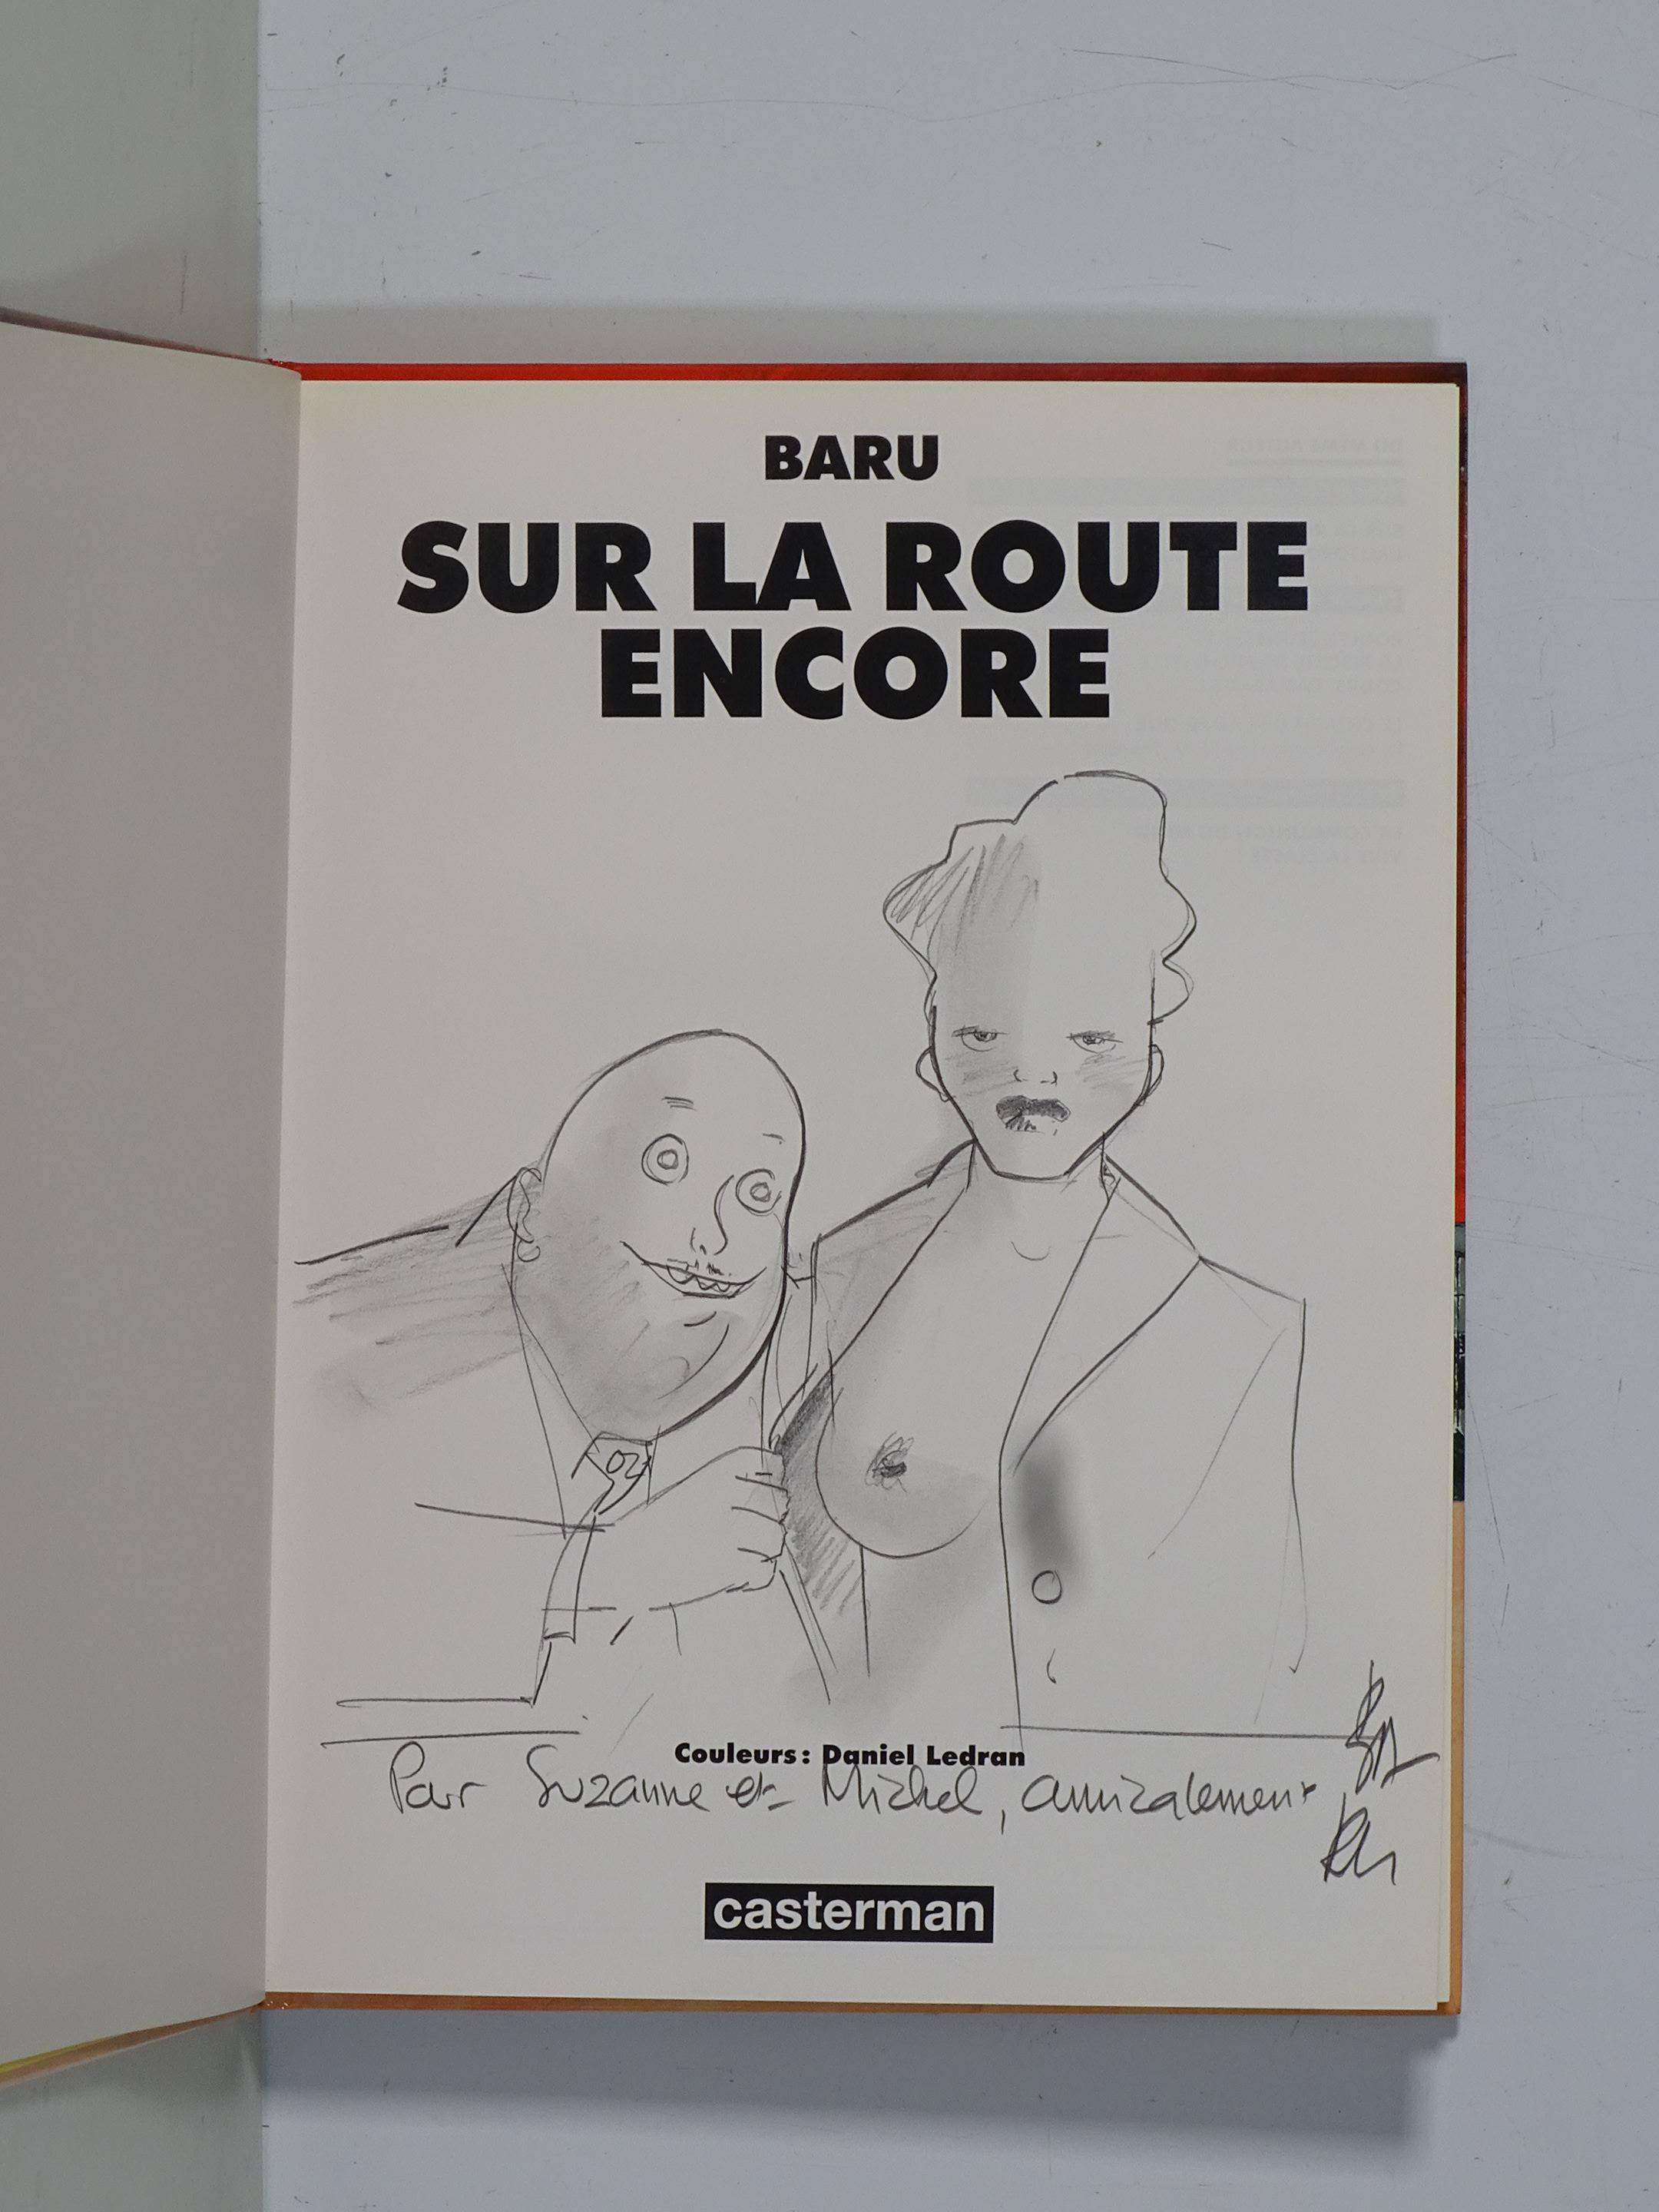 BARU
SUR LA ROUTE
ENCORE
Couleurs : Daniel Ledran
Pour Suzanne et Michel, amicalement
casterman